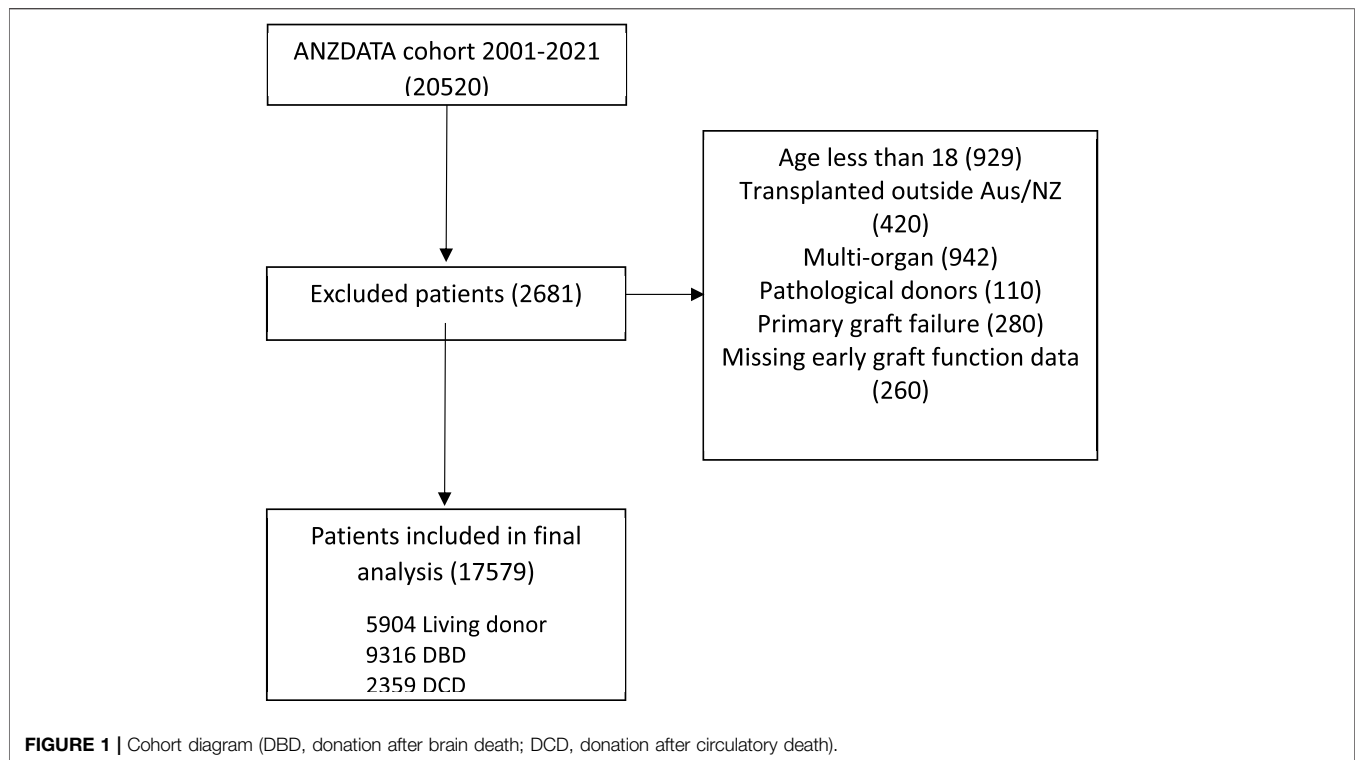 ANZDATA cohort 2001-2021
(20520)
Age less than 18 (929)
Transplanted outside Aus/NZ
(420)
Multi-organ (942)
Pathological donors (110)
Primary graft failure (280)
Missing early graft function data
(260)
Excluded patients (2681)
Patients included in final
analysis (17579)
5904 Living donor
9316 DBD
2359 DCD
FIGURE 1 | Cohort diagram (DBD, donation after brain death; DCD, donation after circulatory death).